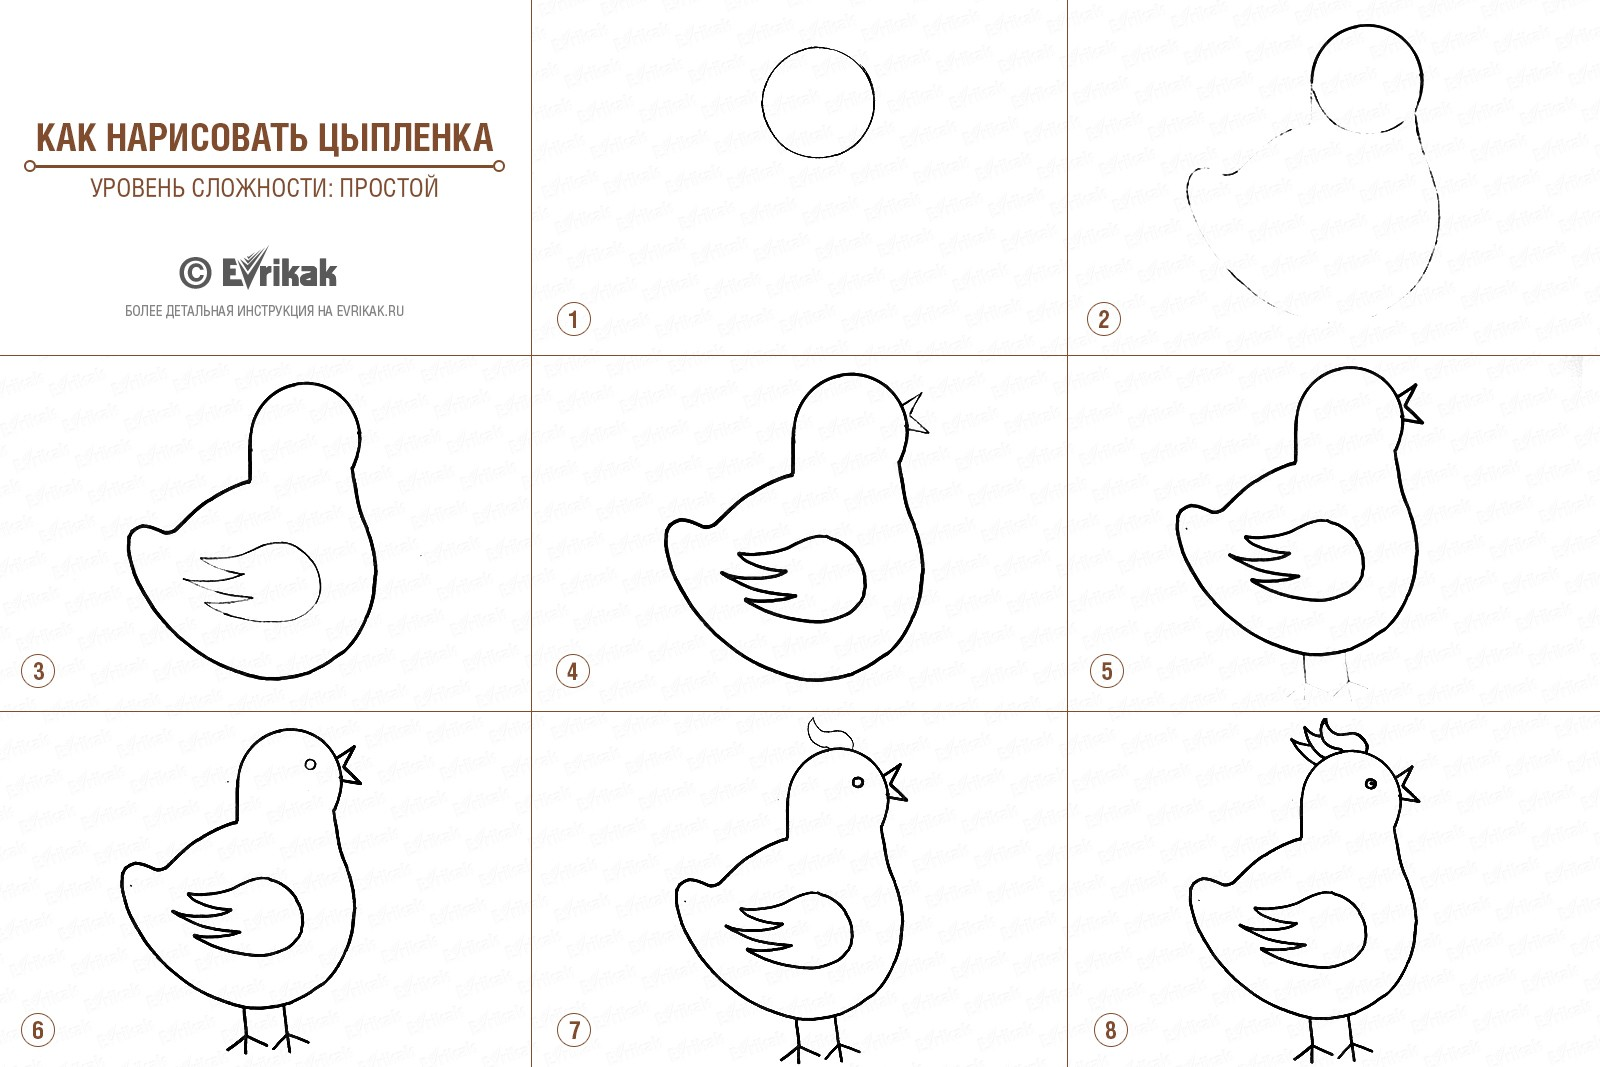 КАК НАРИСОВАТЬ ЦЫПЛЕНКА
УРОВЕНЬ СЛОЖНОСТИ: ПРОСТОЙ
© Evrikak
БОЛЕЕ ДЕТАЛЬНАЯ ИНСТРУКЦИЯ НА EVRIKAK.RU
1
2
3
4
5
6
7
8